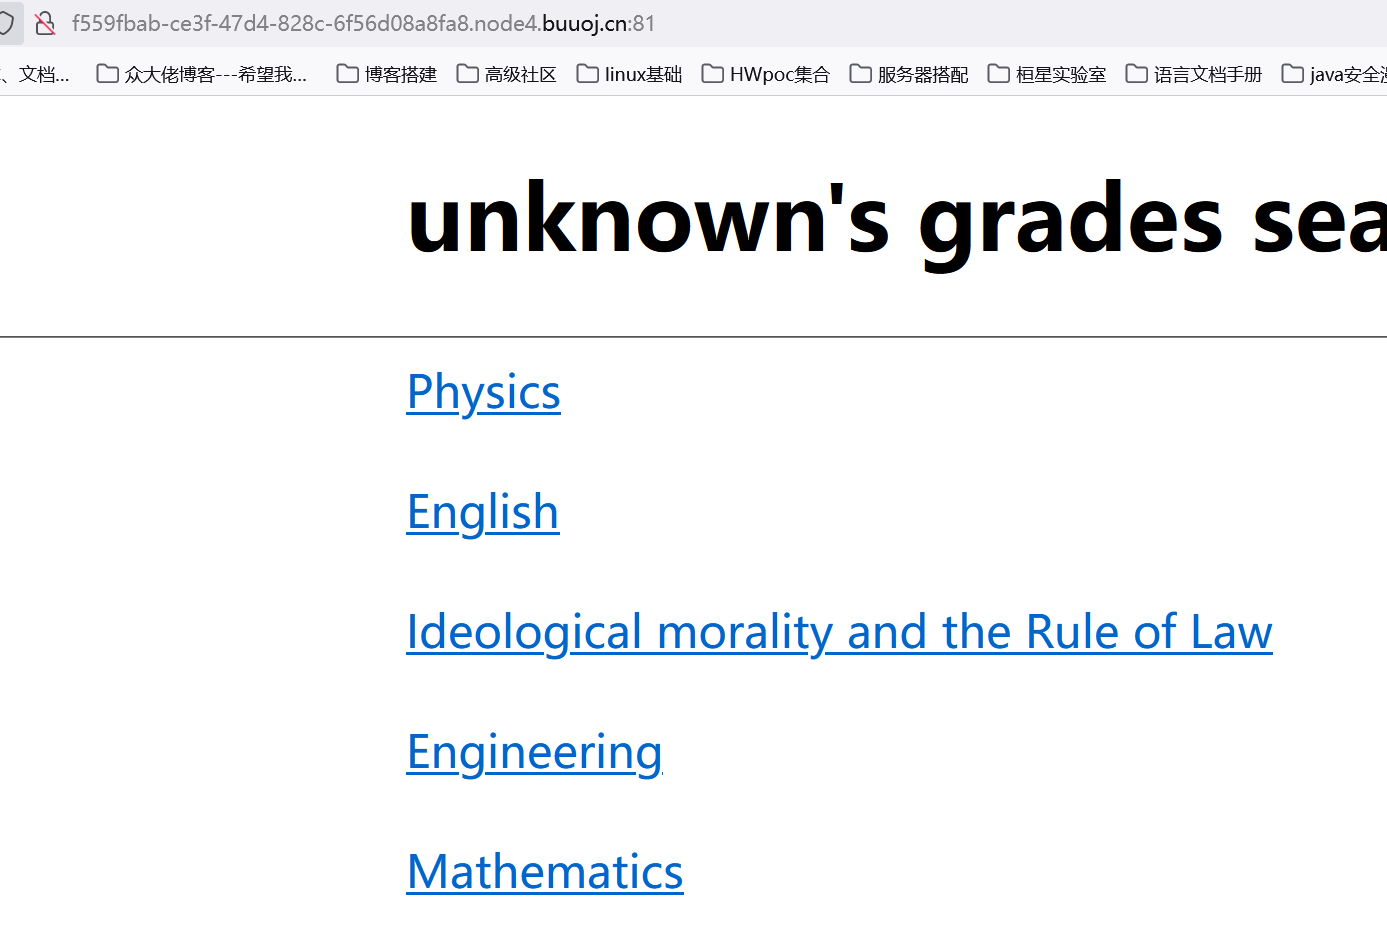 f559fbab-ce3f-47d4-828c-6f56d08a8fa8.node4.buuoj.cn:81
、文档... 众大佬博客---希望我... 博客搭建 高级社区 linux基础 HWpoc集合 服务器搭配 桓星实验室 语言文档手册 java安全
unknown's grades sea
Physics
English
Ideological morality and the Rule of Law
Engineering
Mathematics